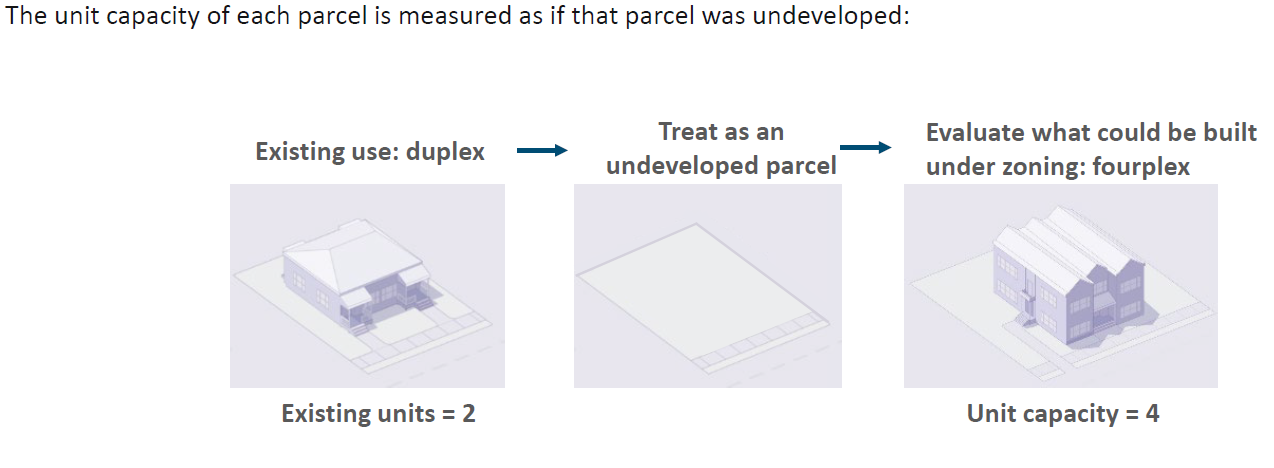 The unit capacity of each parcel is measured as if that parcel was undeveloped:
Existing use: duplex
Treat as an
undeveloped parcel
Evaluate what could be built
under zoning: fourplex
Existing units = 2
Unit capacity = 4